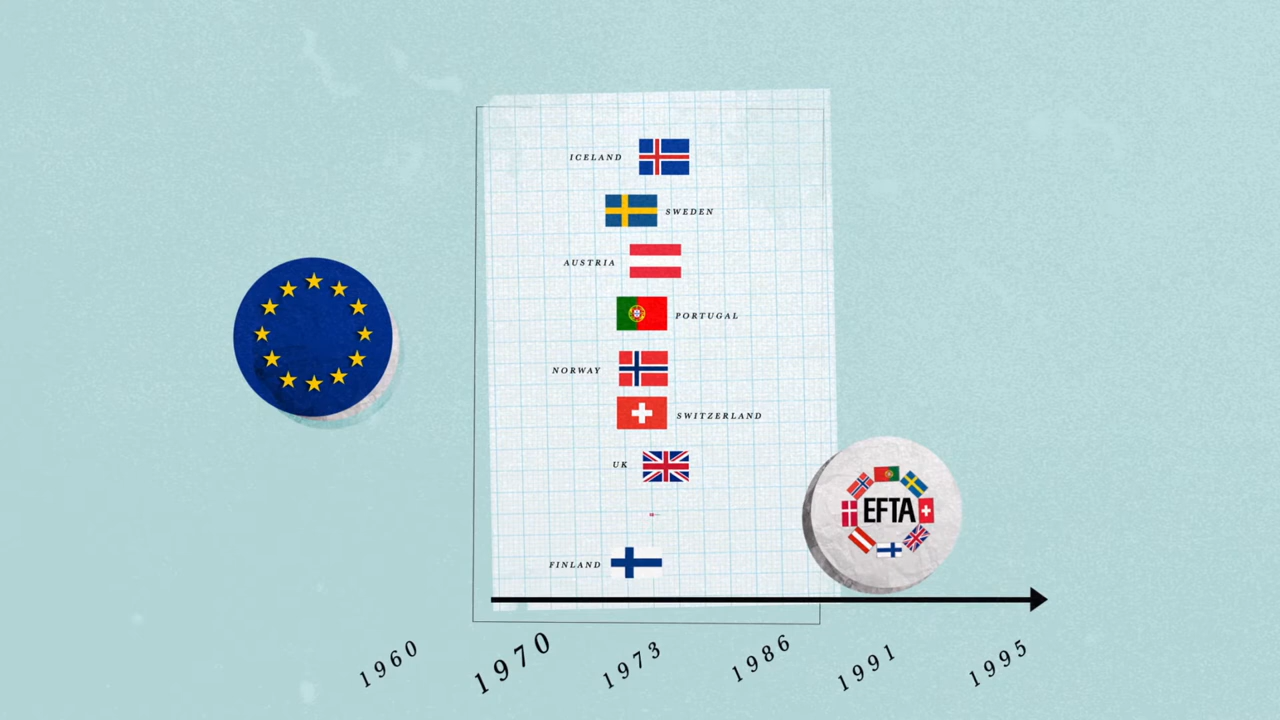 ICELAND
SWEDEN
AUSTRIA
PORTUGAL
NORWAY
SWITZERLAND
UK
FINLAND
EFTA
1960
1970
1973
1986
1991
1995